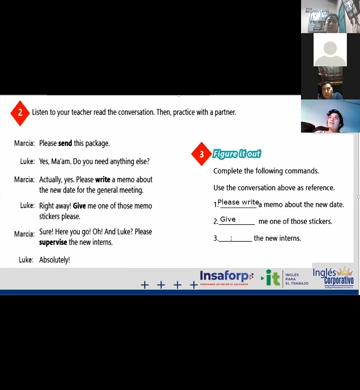 2 Listen to your teacher read the conversation. Then, practice with a partner.
Marcia: Please send this package.
Luke: Yes, Ma'am. Do you need anything else?
Marcia: Actually, yes. Please write a memo about
the new date for the general meeting.
Luke: Right away! Give me one of those memo
stickers please.
Marcia: Sure! Here you go! Oh! And Luke? Please
supervise the new interns.
Luke: Absolutely!
3 Figure it out
Complete the following commands.
Use the conversation above as reference.
1. Please write a memo about the new date.
2. Give me one of those stickers.
3. : the new interns.
Insaforp
it
INGLÉS
PARA
EL TRABAJO
Inglés
Corporativo